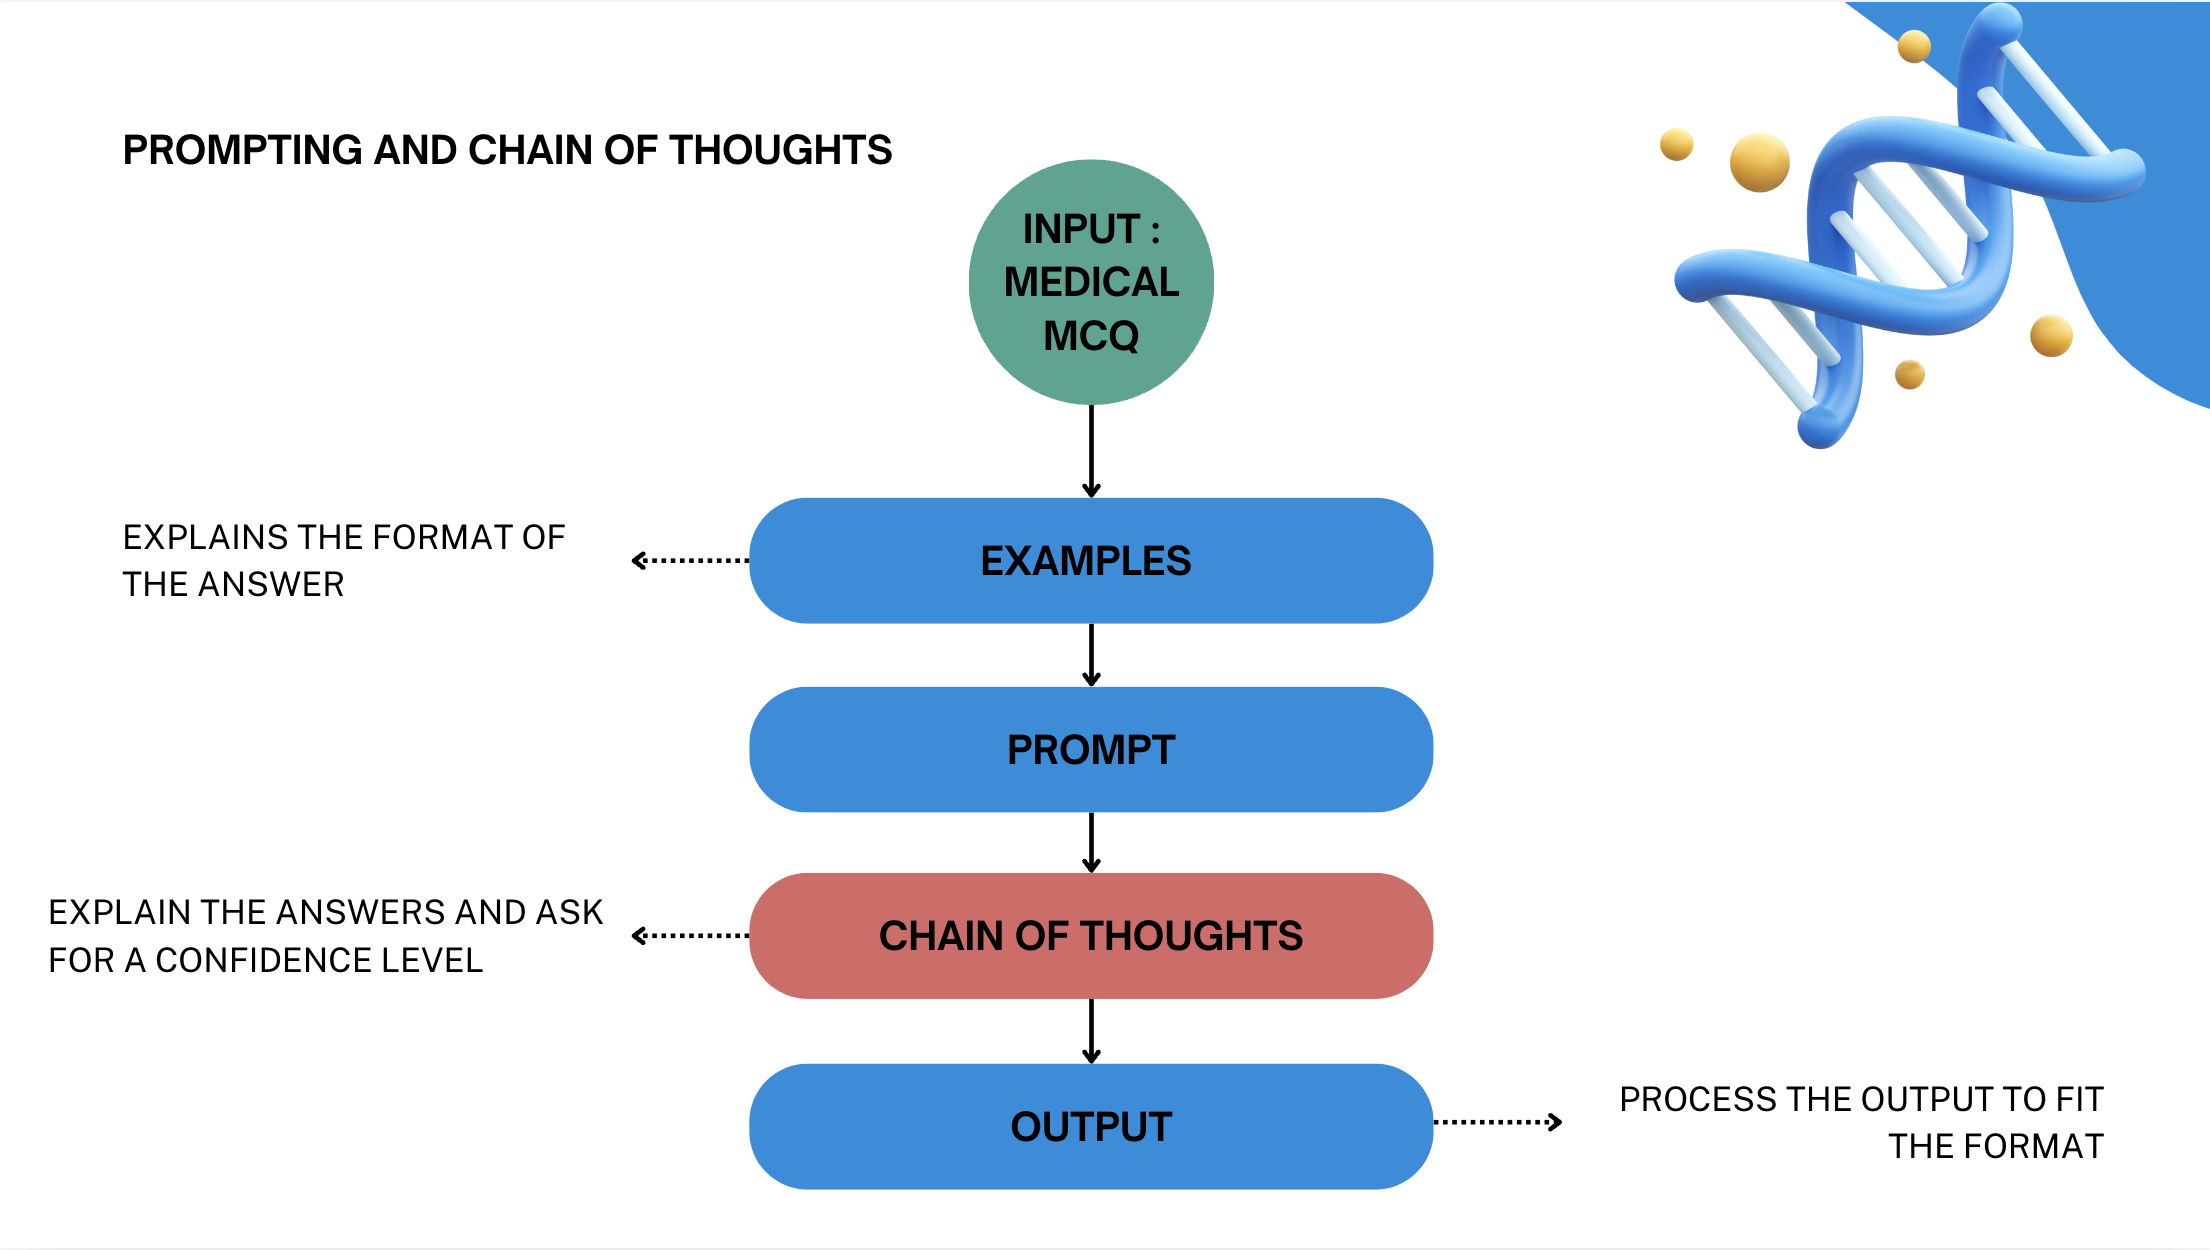 PROMPTING AND CHAIN OF THOUGHTS
INPUT :
MEDICAL
MCQ
EXPLAINS THE FORMAT OF
THE ANSWER
EXAMPLES
PROMPT
EXPLAIN THE ANSWERS AND ASK
FOR A CONFIDENCE LEVEL
CHAIN OF THOUGHTS
OUTPUT
PROCESS THE OUTPUT TO FIT
THE FORMAT